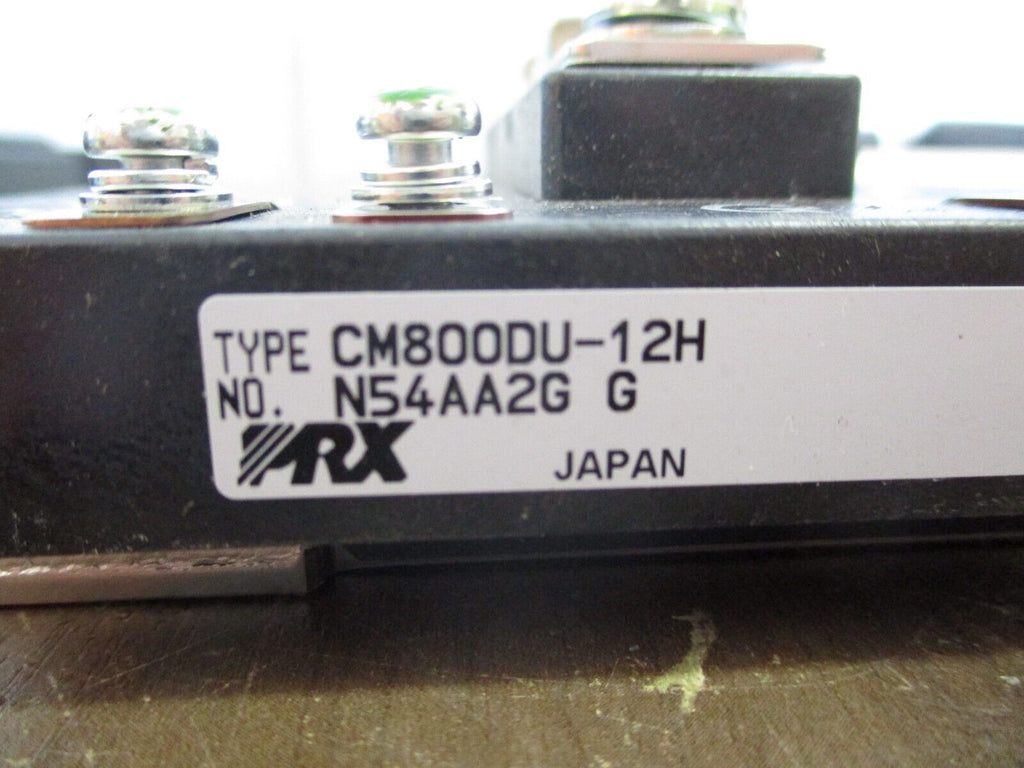 TYPE CM800DU-12H
NO. N54AA2G G
PRX JAPAN